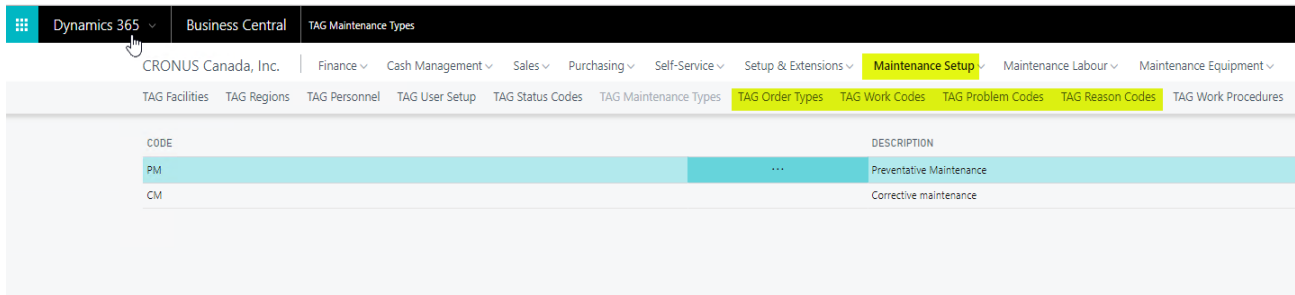 Dynamics 365 Business Central TAG Maintenance Types
CRONUS Canada, Inc. Finance Cash Management Sales Purchasing Self-Service Setup & Extensions Maintenance Setup Maintenance Labour Maintenance Equipment
TAG Facilities TAG Regions TAG Personnel TAG User Setup TAG Status Codes TAG Maintenance Types TAG Order Types TAG Work Codes TAG Problem Codes TAG Reason Codes TAG Work Procedures
CODE DESCRIPTION
PM ... Preventative Maintenance
CM Corrective maintenance